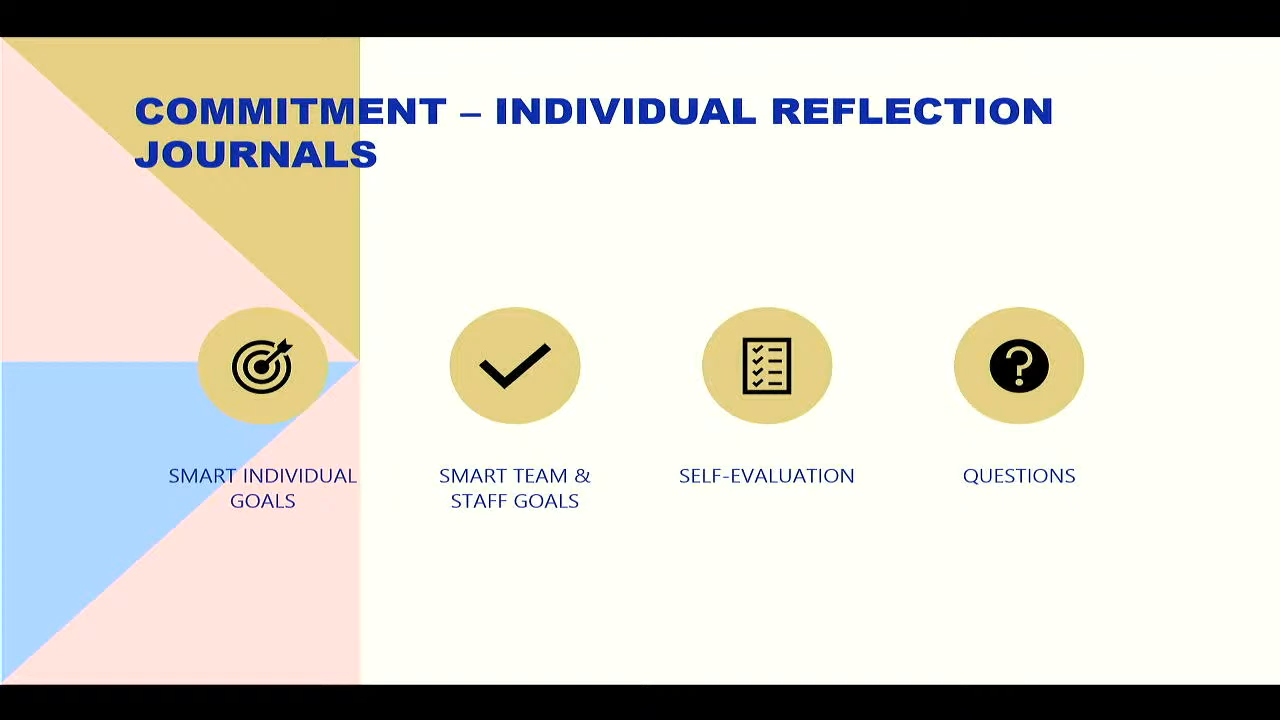 COMMITMENT – INDIVIDUAL REFLECTION
JOURNALS
SMART INDIVIDUAL
GOALS
SMART TEAM &
STAFF GOALS
SELF-EVALUATION
QUESTIONS